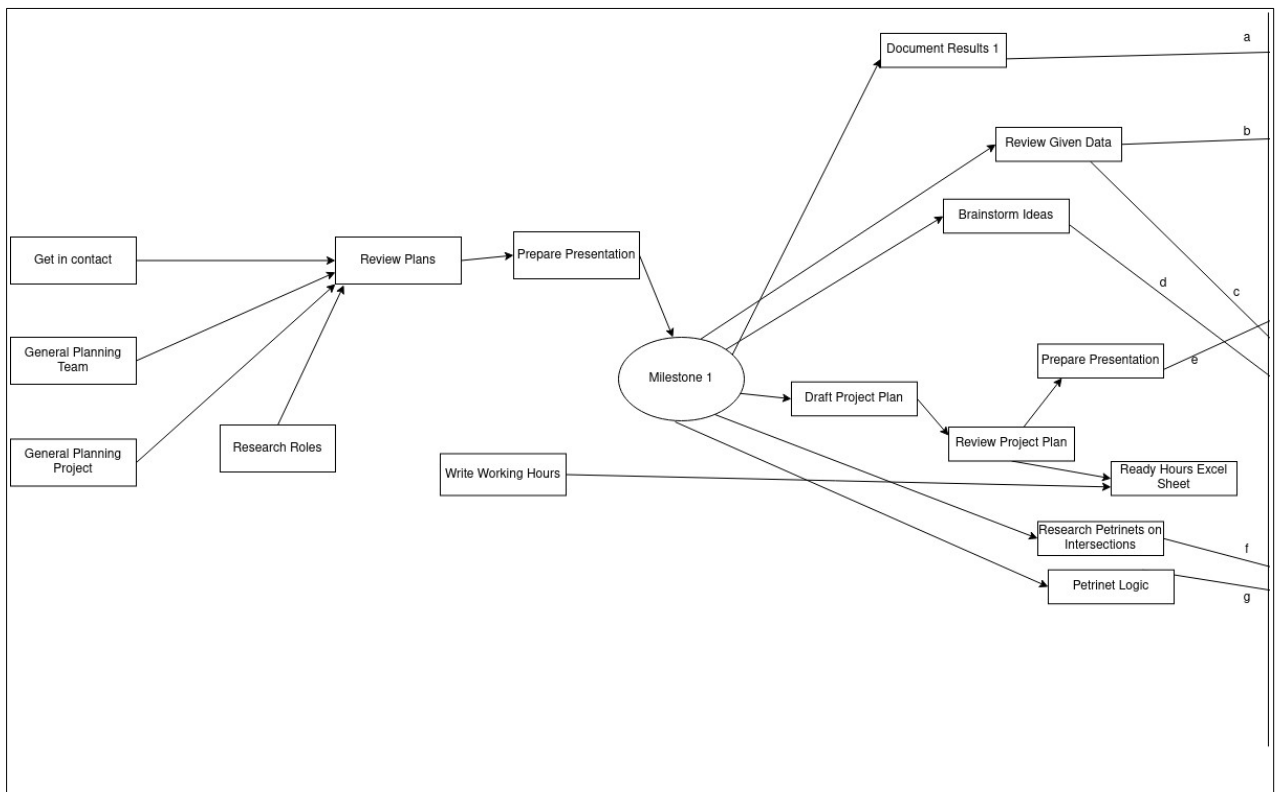 a
Document Results 1
b
Review Given Data
Brainstorm Ideas
Get in contact
Review Plans
Prepare Presentation
d
c
General Planning
Team
Prepare Presentation
e
Milestone 1
Draft Project Plan
Review Project Plan
General Planning
Project
Research Roles
Write Working Hours
Ready Hours Excel
Sheet
Research Petrinets on
Intersections
f
Petrinet Logic
g